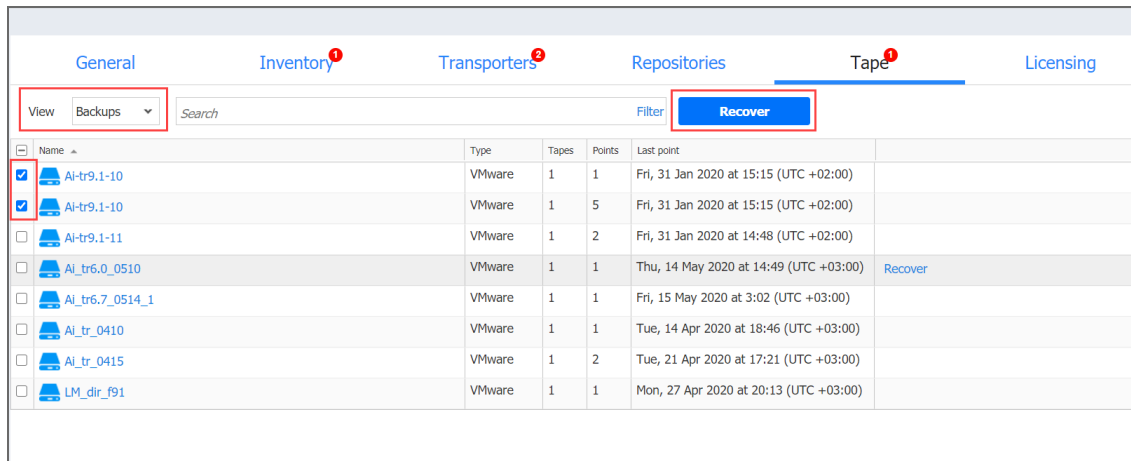 General Inventory 1 Transporters 2 Repositories Tape 1 Licensing
View Backups Search Filter Recover
Name Type Tapes Points Last point
Ai-tr9.1-10 VMware 1 1 Fri, 31 Jan 2020 at 15:15 (UTC +02:00)
Ai-tr9.1-10 VMware 1 5 Fri, 31 Jan 2020 at 15:15 (UTC +02:00)
Ai-tr9.1-11 VMware 1 2 Fri, 31 Jan 2020 at 14:48 (UTC +02:00)
Ai_tr6.0_0510 VMware 1 1 Thu, 14 May 2020 at 14:49 (UTC +03:00) Recover
Ai_tr6.7_0514_1 VMware 1 1 Fri, 15 May 2020 at 3:02 (UTC +03:00)
Ai_tr_0410 VMware 1 1 Tue, 14 Apr 2020 at 18:46 (UTC +03:00)
Ai_tr_0415 VMware 1 2 Tue, 21 Apr 2020 at 17:21 (UTC +03:00)
LM_dir_f91 VMware 1 1 Mon, 27 Apr 2020 at 20:13 (UTC +03:00)